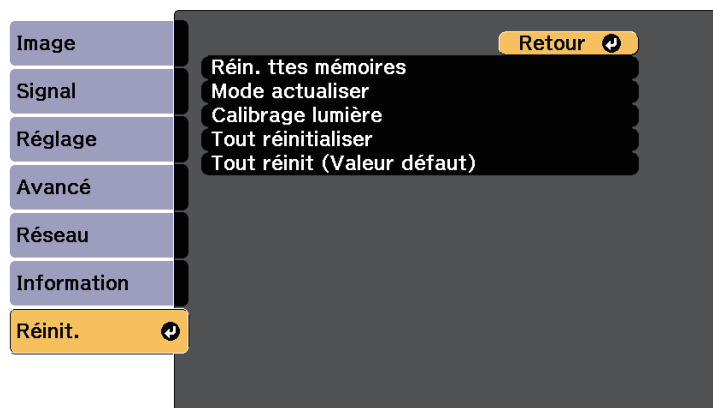 Image
Signal
Réglage
Avancé
Réseau
Information
Réinit.
Retour
Réin. ttes mémoires
Mode actualiser
Calibrage lumière
Tout réinitialiser
Tout réinit (Valeur défaut)